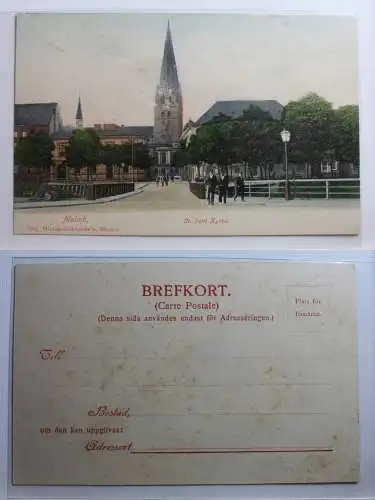 Malmö.
St. Petri Kyrka
BREFKORT.
(Carte Postale)
(Denna sida användes endast för Adresseringen.)
Plats för
frimärke.
Till
Bostad,
om den kan uppgifvas:
Adressort